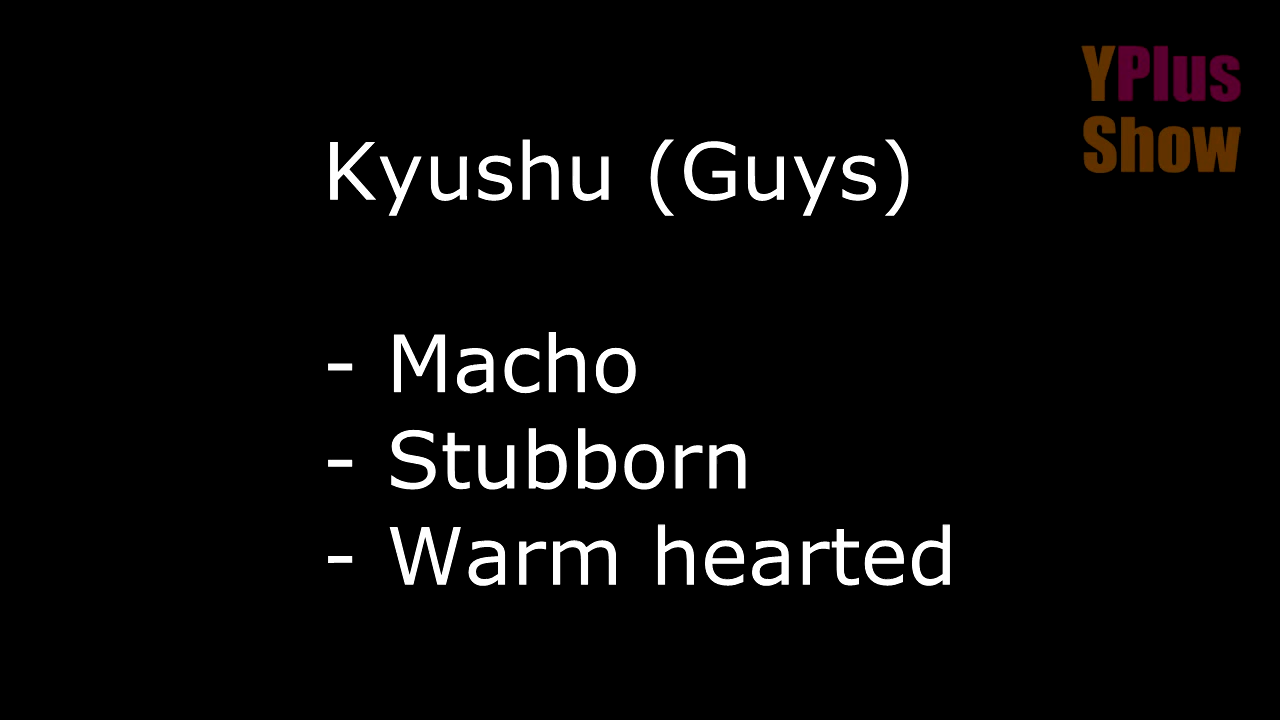 YPlus
Show
Kyushu (Guys)
- Macho
- Stubborn
- Warm hearted